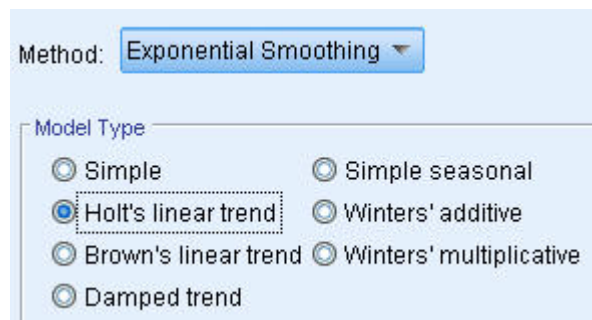 Method: Exponential Smoothing
Model Type
Simple
Simple seasonal
Holt's linear trend
Winters' additive
Brown's linear trend
Winters' multiplicative
Damped trend